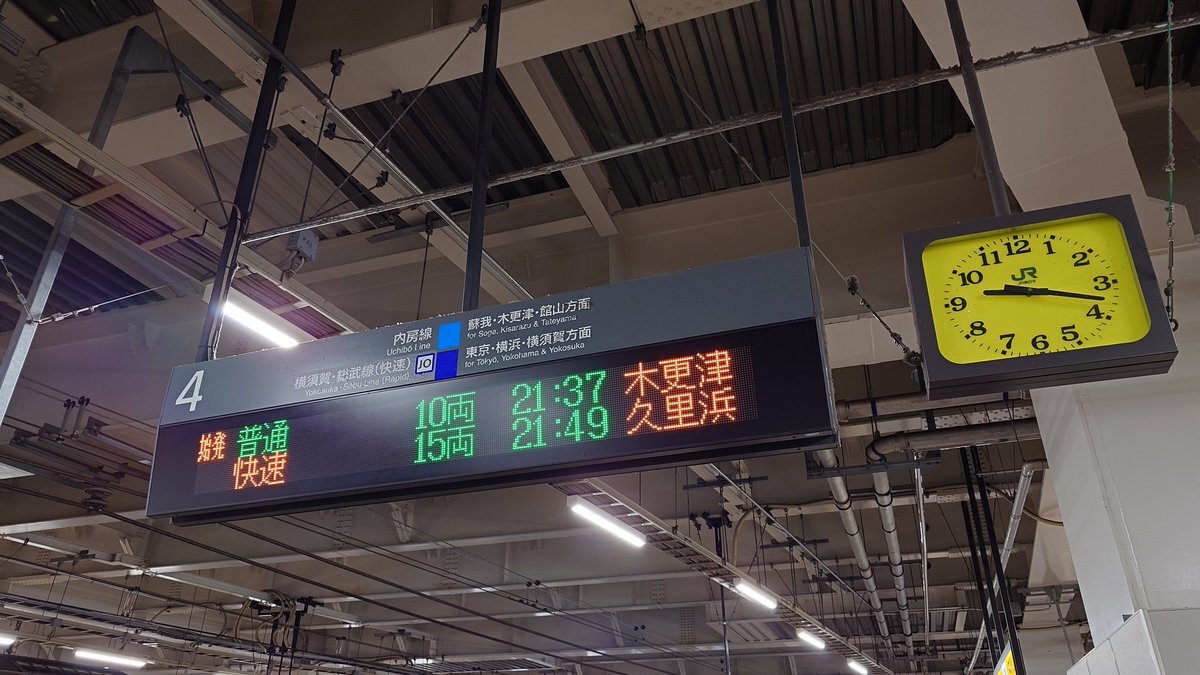 4
内房線
Uchibō Line
蘇我・木更津・館山方面
for Soga, Kisarazu & Tateyama
横須賀・総武線(快速)
Yokosuka・Sōbu Line (Rapid)
JO
東京・横浜・横須賀方面
for Tōkyō, Yokohama & Yokosuka
始発 普通 10両 21:37 木更津
快速 15両 21:49 久里浜
12
1
2
3
4
5
6
7
8
9
10
11
JR